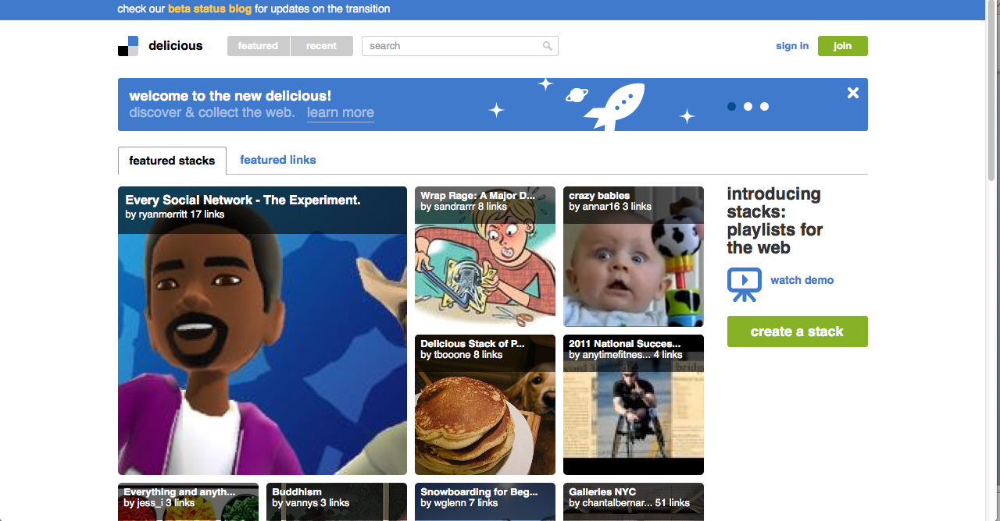 check our beta status blog for updates on the transition
delicious
featured
recent
search
sign in
join
welcome to the new delicious!
discover & collect the web. learn more
featured stacks
featured links
Every Social Network - The Experiment.
by ryanmerritt 17 links
Wrap Rage: A Major D...
by sandrarrr 8 links
crazy babies
by annar16 3 links
introducing
stacks:
playlists for
the web
watch demo
create a stack
Delicious Stack of P...
by tbooone 8 links
2011 National Succes...
by anytimefitnes... 4 links
Everything and anyth...
by jess_i 3 links
Buddhism
by vannys 3 links
Snowboarding for Beg...
by wglenn 7 links
Galleries NYC
by chantalbernar... 51 links